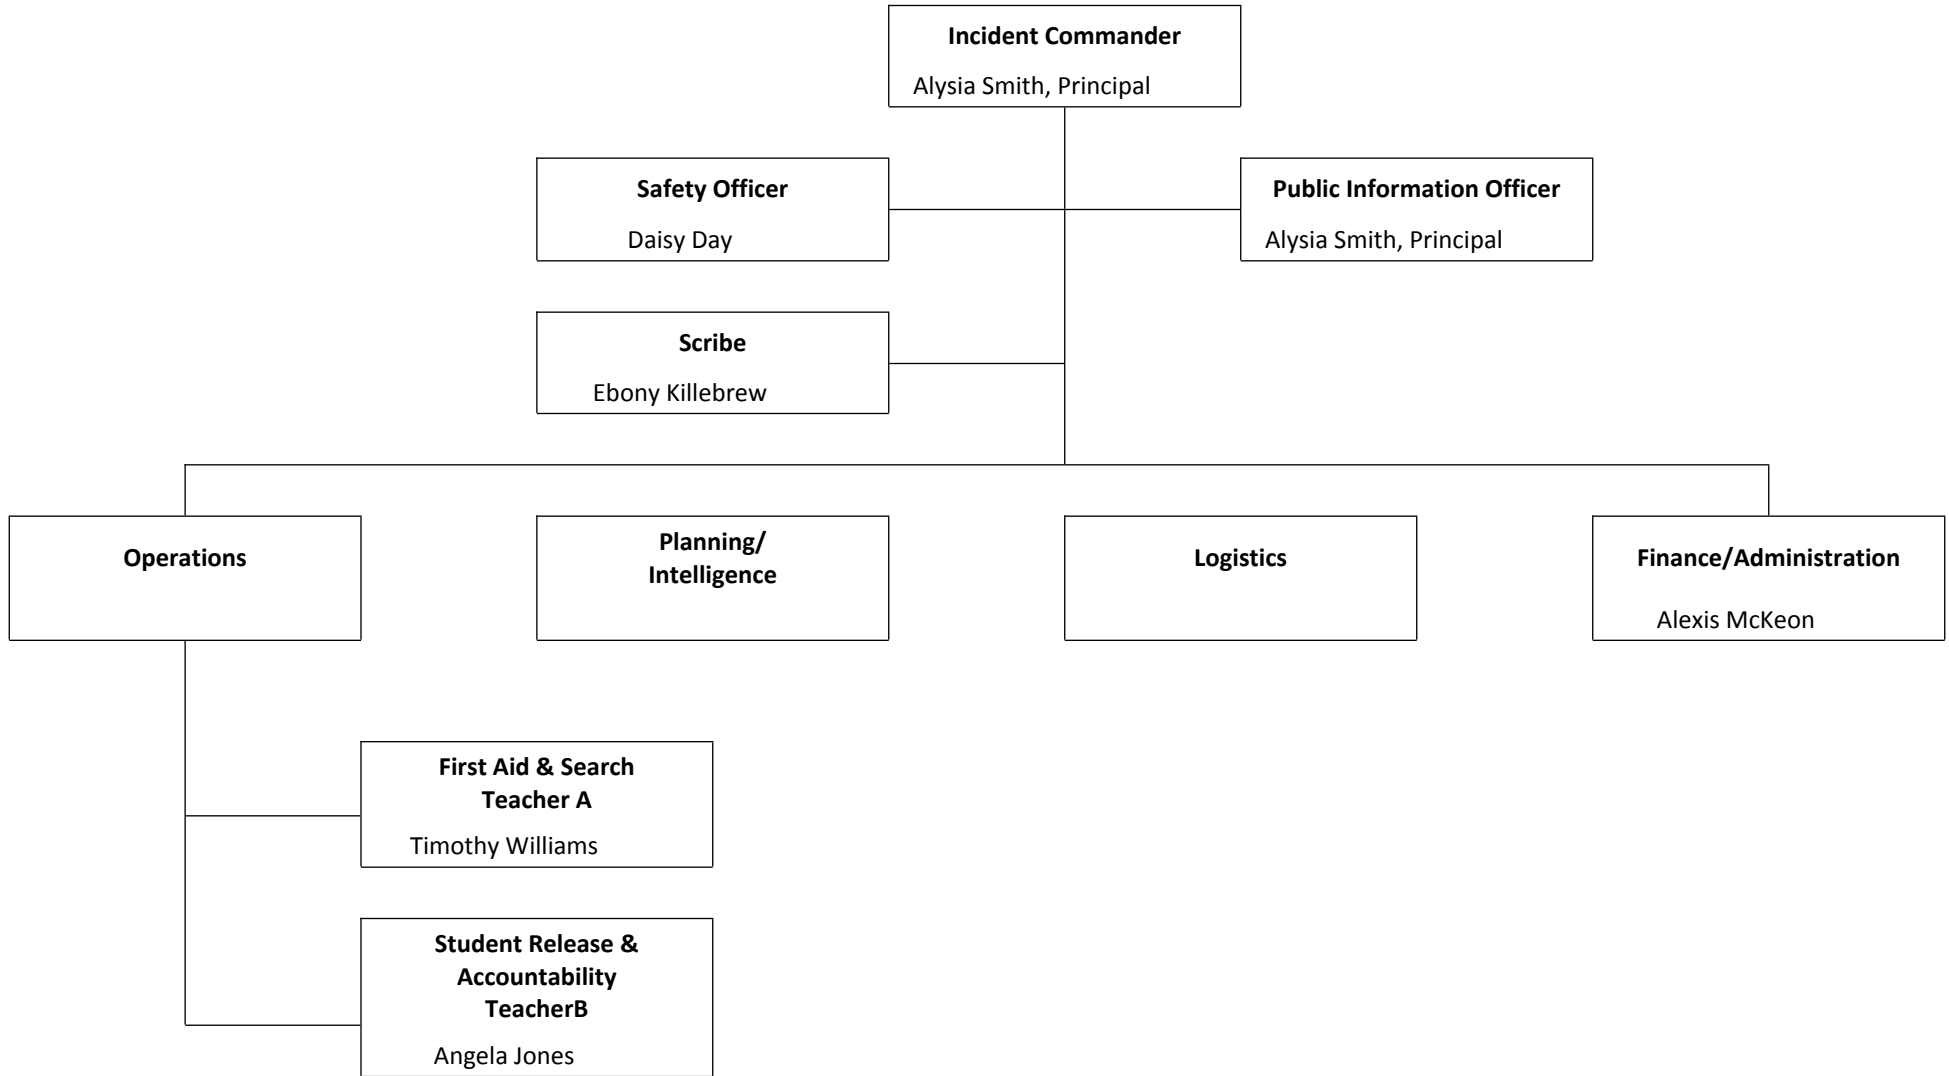 Incident Commander
Alysia Smith, Principal
Safety Officer
Daisy Day
Public Information Officer
Alysia Smith, Principal
Scribe
Ebony Killebrew
Operations
Planning/
Intelligence
Logistics
Finance/Administration
Alexis McKeon
First Aid & Search
Teacher A
Timothy Williams
Student Release &
Accountability
TeacherB
Angela Jones